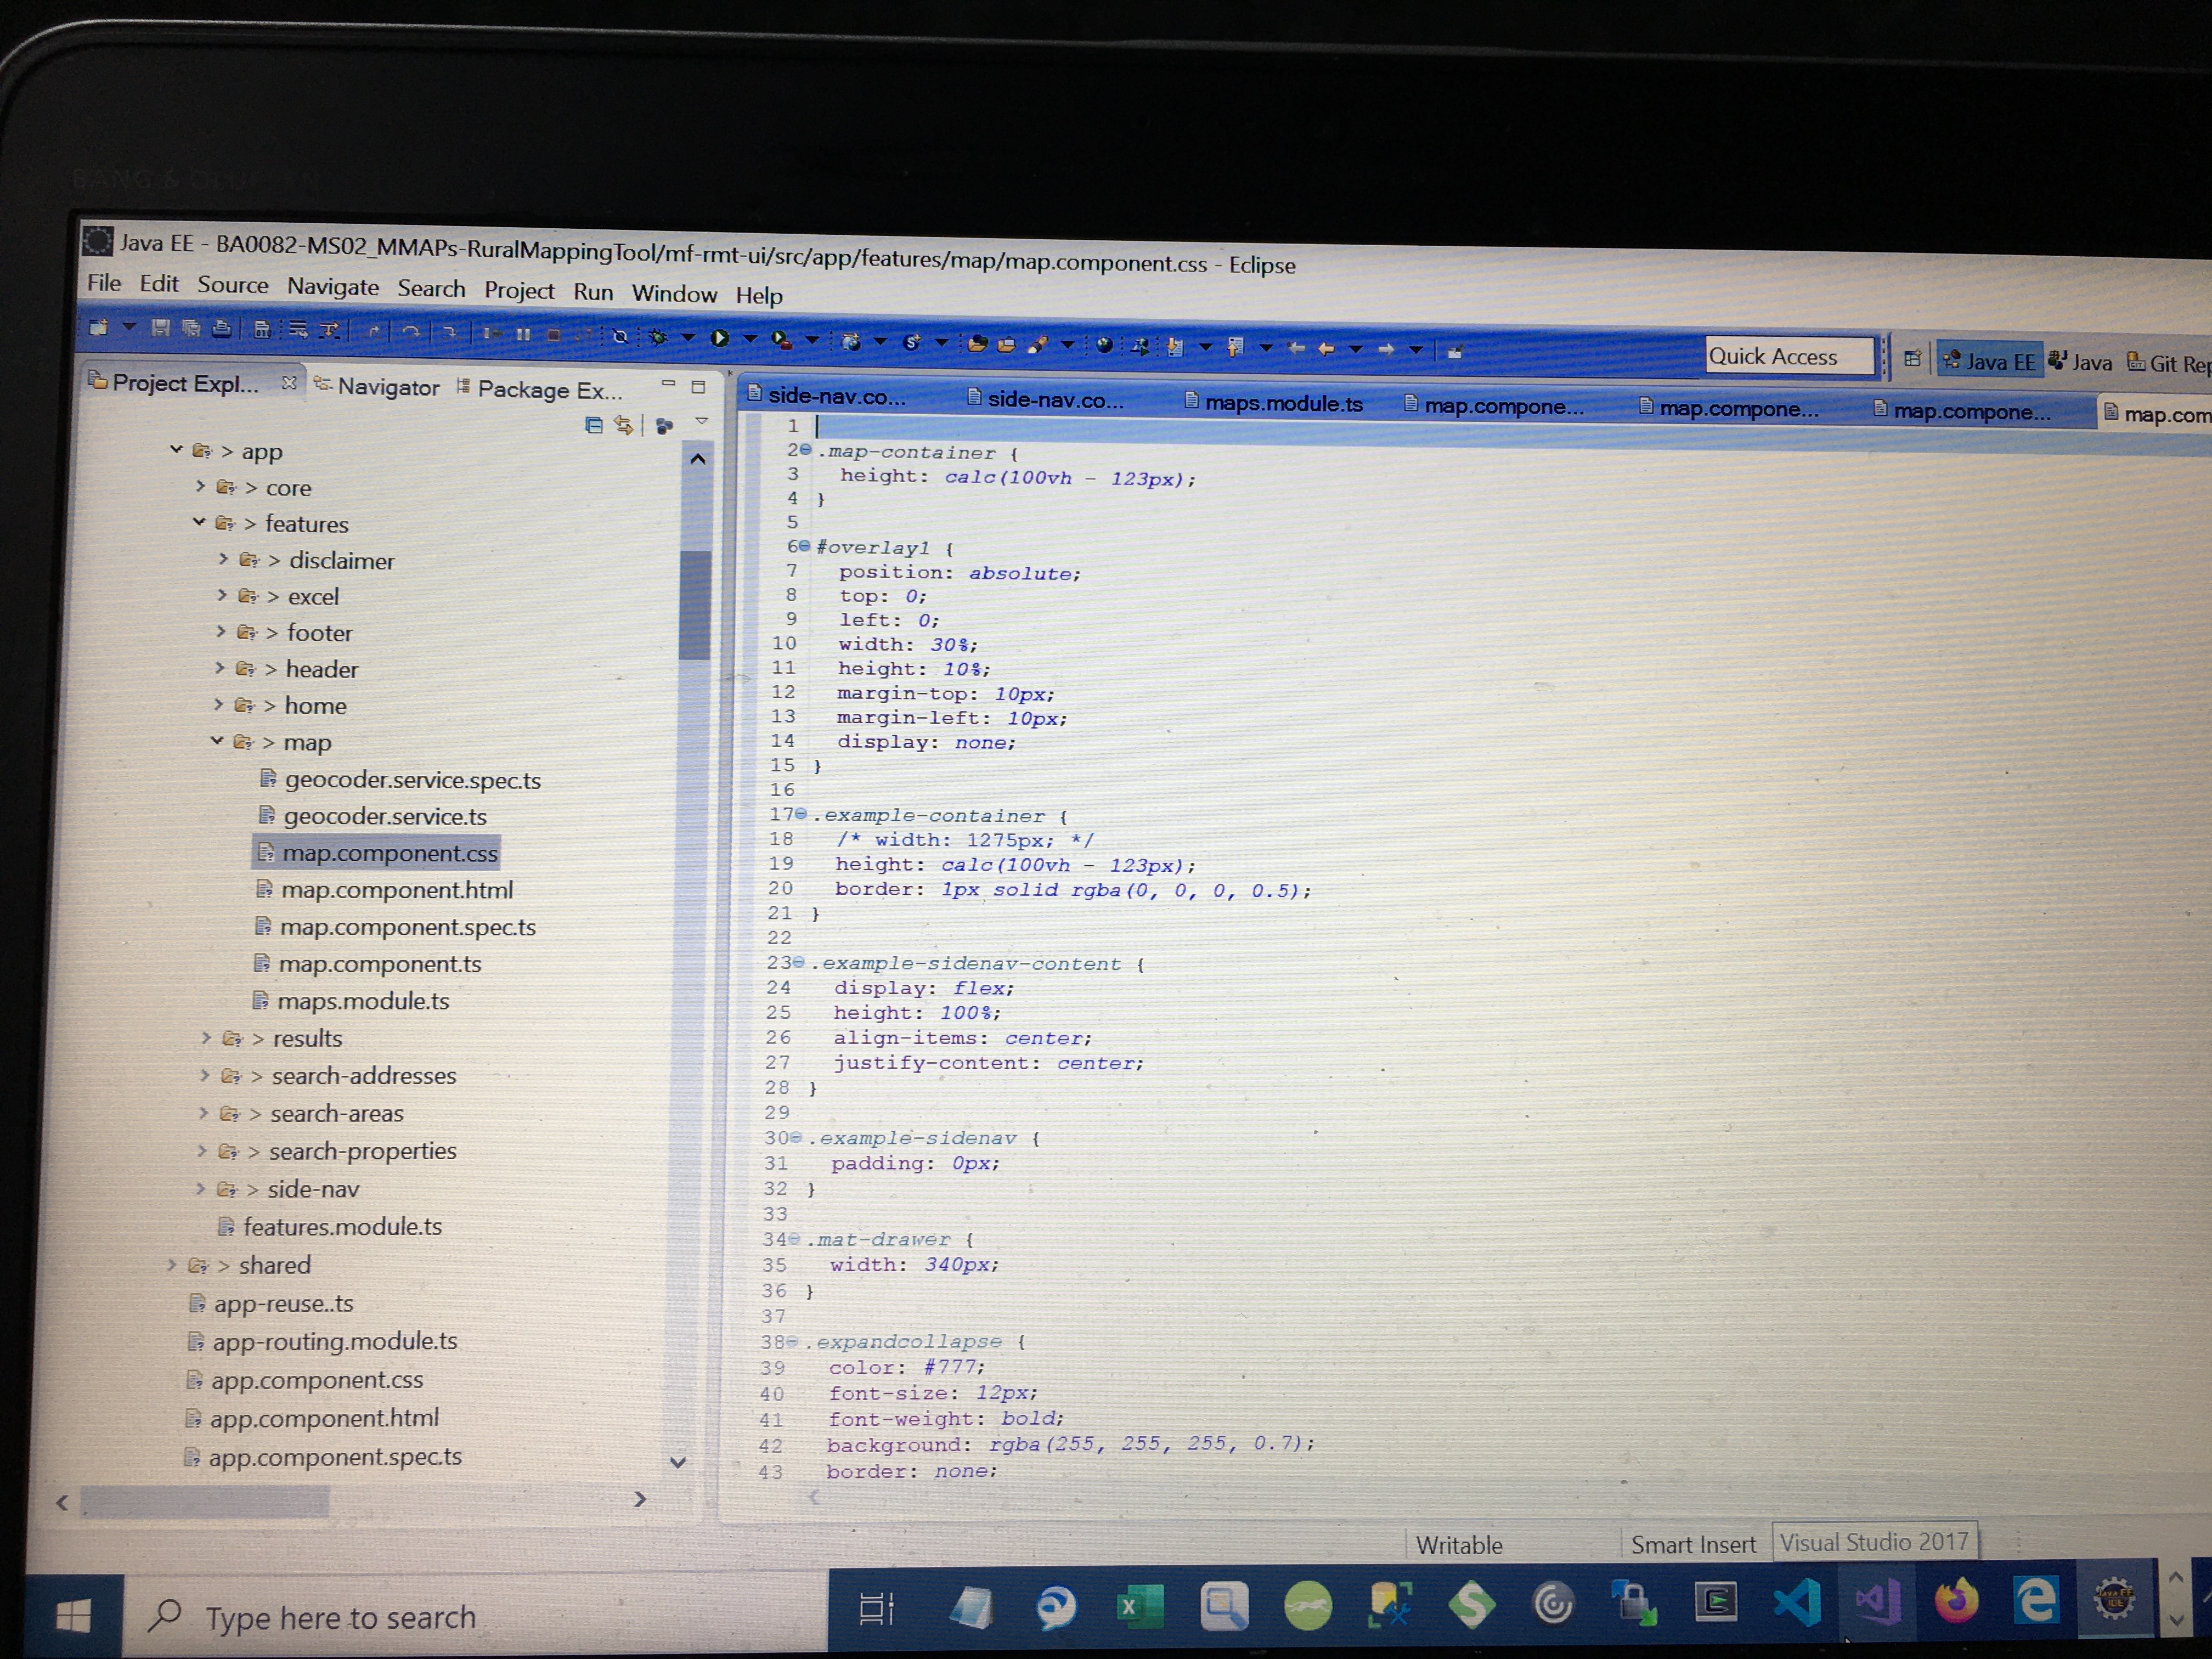 BANG & OLUFSEN
Java EE - BA0082-MS02_MMAPs-RuralMappingTool/mf-rmt-ui/src/app/features/map/map.component.css - Eclipse
File Edit Source Navigate Search Project Run Window Help
Quick Access
Java EE
Java
Git Rep
Project Expl...
Navigator
Package Ex...
> app
> core
> features
> disclaimer
> excel
> footer
> header
> home
> map
geocoder.service.spec.ts
geocoder.service.ts
map.component.css
map.component.html
map.component.spec.ts
map.component.ts
maps.module.ts
> results
> search-addresses
> search-areas
> search-properties
> side-nav
features.module.ts
> shared
app-reuse..ts
app-routing.module.ts
app.component.css
app.component.html
app.component.spec.ts
side-nav.co...
side-nav.co...
maps.module.ts
map.compone...
map.compone...
map.compone...
map.com
1
2 .map-container {
3 height: calc(100vh - 123px);
4 }
5
6 #overlay1 {
7 position: absolute;
8 top: 0;
9 left: 0;
10 width: 30%;
11 height: 10%;
12 margin-top: 10px;
13 margin-left: 10px;
14 display: none;
15 }
16
17 .example-container {
18 /* width: 1275px; */
19 height: calc(100vh - 123px);
20 border: 1px solid rgba(0, 0, 0, 0.5);
21 }
22
23 .example-sidenav-content {
24 display: flex;
25 height: 100%;
26 align-items: center;
27 justify-content: center;
28 }
29
30 .example-sidenav {
31 padding: 0px;
32 }
33
34 .mat-drawer {
35 width: 340px;
36 }
37
38 .expandcollapse {
39 color: #777;
40 font-size: 12px;
41 font-weight: bold;
42 background: rgba(255, 255, 255, 0.7);
43 border: none;
Writable
Smart Insert
Visual Studio 2017
Type here to search